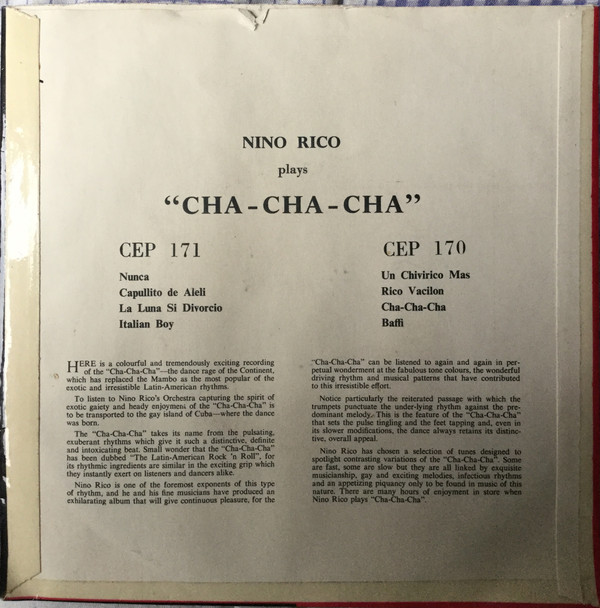 NINO RICO
plays
“CHA-CHA-CHA”
CEP 171
Nunca
Capullito de Aleli
La Luna Si Divorcio
Italian Boy
CEP 170
Un Chivirico Mas
Rico Vacilon
Cha-Cha-Cha
Baffi
HERE is a colourful and tremendously exciting recording
of the “Cha-Cha-Cha”—the dance rage of the Continent,
which has replaced the Mambo as the most popular of the
exotic and irresistible Latin-American rhythms.
To listen to Nino Rico's Orchestra capturing the spirit of
exotic gaiety and heady enjoyment of the “Cha-Cha-Cha” is
to be transported to the gay island of Cuba—where the dance
was born.
The “Cha-Cha-Cha” takes its name from the pulsating,
exuberant rhythms which give it such a distinctive, definite
and intoxicating beat. Small wonder that the “Cha-Cha-Cha”
has been dubbed “The Latin-American Rock 'n Roll”, for
its rhythmic ingredients are similar in the exciting grip which
they instantly exert on listeners and dancers alike.
Nino Rico is one of the foremost exponents of this type
of rhythm, and he and his fine musicians have produced an
exhilarating album that will give continuous pleasure, for the
“Cha-Cha-Cha” can be listened to again and again in per-
petual wonderment at the fabulous tone colours, the wonderful
driving rhythm and musical patterns that have contributed
to this irresistible effort.
Notice particularly the reiterated passage with which the
trumpets punctuate the under-lying rhythm against the pre-
dominant melody. This is the feature of the “Cha-Cha-Cha”
that sets the pulse tingling and the feet tapping and, even in
its slower modifications, the dance always retains its distinc-
tive, overall appeal.
Nino Rico has chosen a selection of tunes designed to
spotlight contrasting variations of the “Cha-Cha-Cha”. Some
are fast, some are slow but they are all linked by exquisite
musicianship, gay and exciting melodies, infectious rhythms
and an appetizing piquancy only to be found in music of this
nature. There are many hours of enjoyment in store when
Nino Rico plays “Cha-Cha-Cha”.